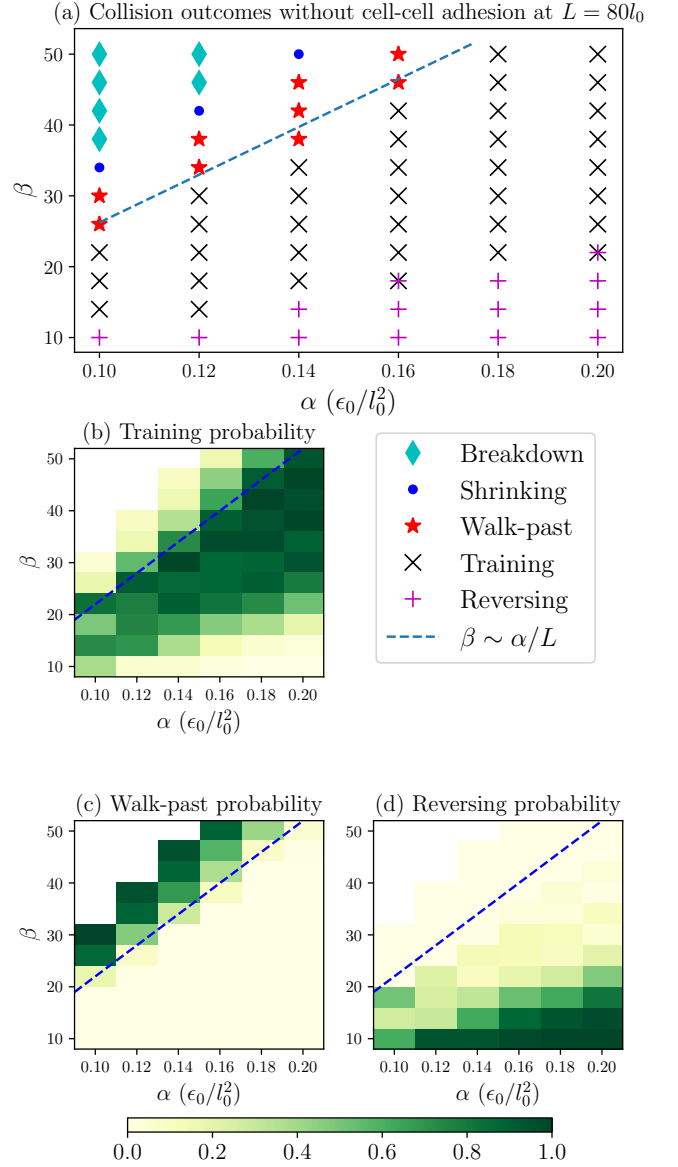 (a) Collision outcomes without cell-cell adhesion at L = 80l₀
50
40
30
20
10
β
0.10 0.12 0.14 0.16 0.18 0.20
α (ϵ₀/l₀²)
(b) Training probability
50
40
30
20
10
β
0.10 0.12 0.14 0.16 0.18 0.20
α (ϵ₀/l₀²)
Breakdown
Shrinking
Walk-past
Training
Reversing
β ∼ α/L
(c) Walk-past probability
50
40
30
20
10
β
0.10 0.12 0.14 0.16 0.18 0.20
α (ϵ₀/l₀²)
(d) Reversing probability
50
40
30
20
10
0.10 0.12 0.14 0.16 0.18 0.20
α (ϵ₀/l₀²)
0.0 0.2 0.4 0.6 0.8 1.0